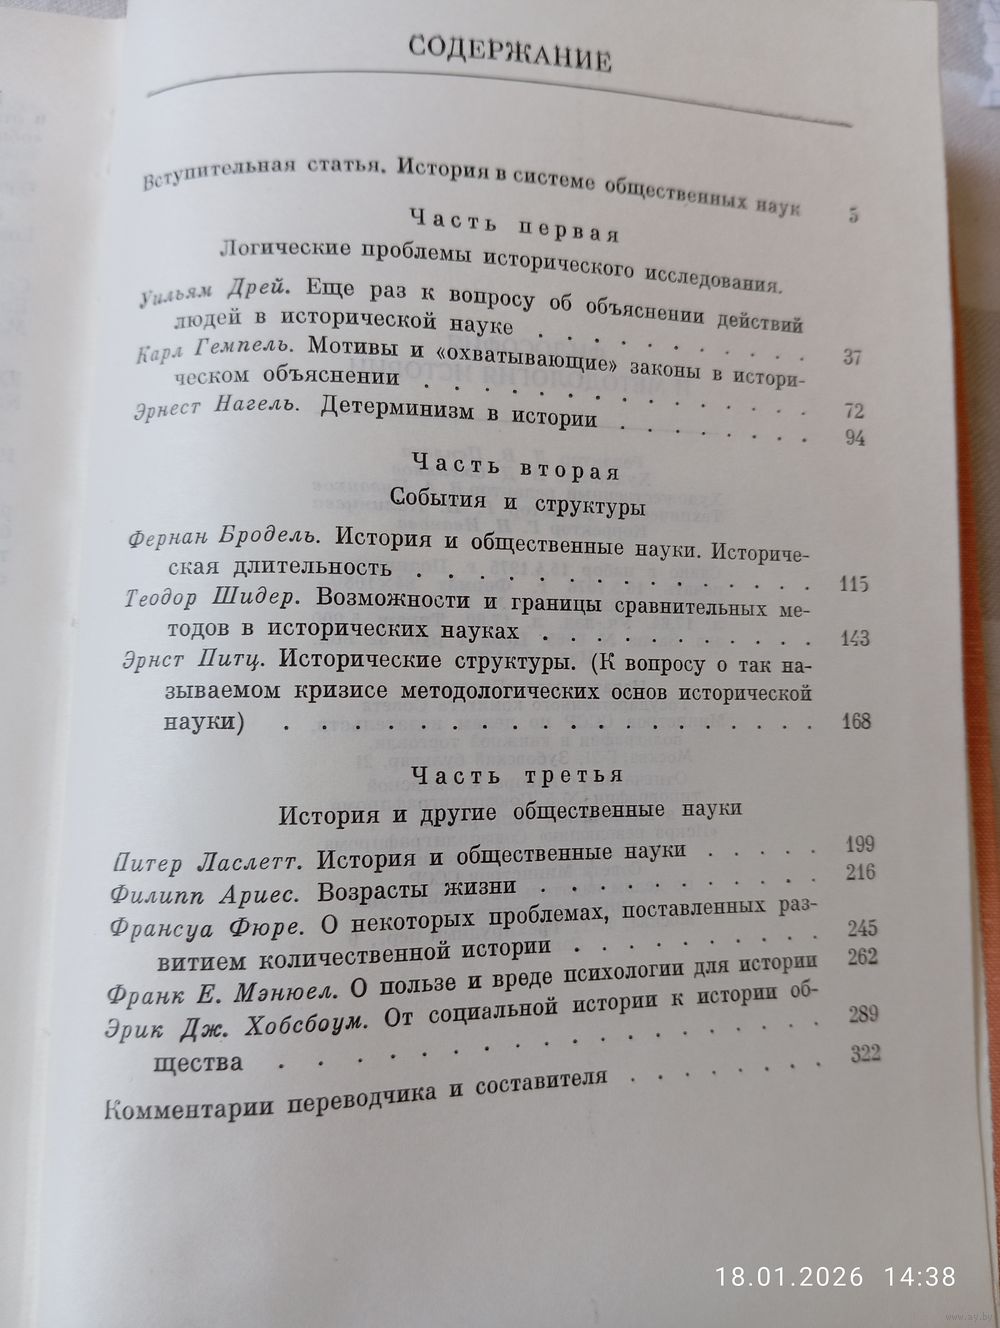 СОДЕРЖАНИЕ
Вступительная статья. История в системе общественных наук 5
Часть первая
Логические проблемы исторического исследования.
Уильям Дрей. Еще раз к вопросу об объяснении действий
людей в исторической науке . . . . . . . . . 37
Карл Гемпель. Мотивы и «охватывающие» законы в истори-
ческом объяснении . . . . . . . . . . . . 72
Эрнест Нагель. Детерминизм в истории . . . . . . . 94
Часть вторая
События и структуры
Фернан Бродель. История и общественные науки. Историче-
ская длительность . . . . . . . . . . . . . 115
Теодор Шидер. Возможности и границы сравнительных ме-
тодов в исторических науках . . . . . . . . . 143
Эрнст Питц. Исторические структуры. (К вопросу о так на-
зываемом кризисе методологических основ исторической
науки) . . . . . . . . . . . . . . . . 168
Часть третья
История и другие общественные науки
Питер Ласлетт. История и общественные науки . . . . . 199
Филипп Ариес. Возрасты жизни . . . . . . . . . 216
Франсуа Фюре. О некоторых проблемах, поставленных раз-
витием количественной истории . . . . . . . . 245
Франк Е. Мэнюел. О пользе и вреде психологии для истории 262
Эрик Дж. Хобсбоум. От социальной истории к истории об-
щества . . . . . . . . . . . . . . . . 289
Комментарии переводчика и составителя . . . . . . . 322
18.01.2026 14:38
www.ay.by